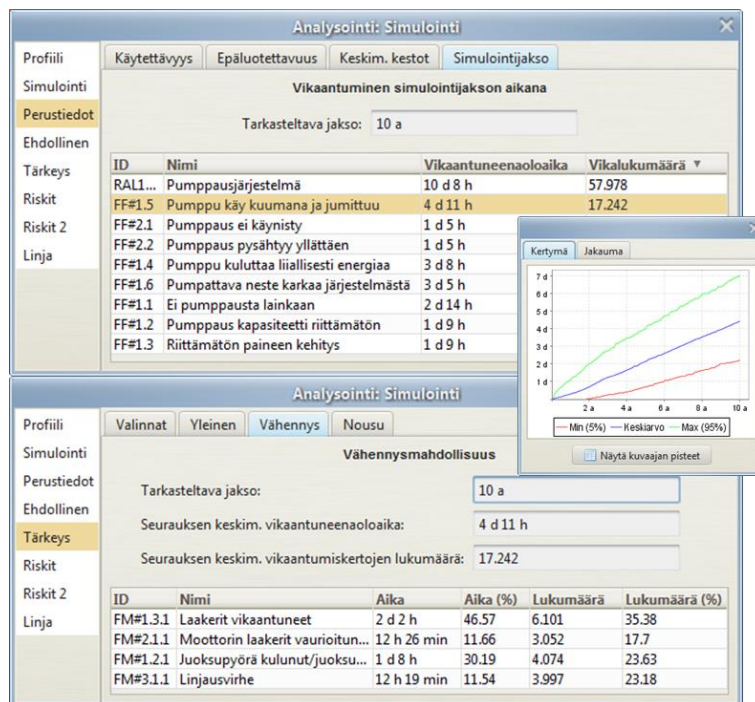 Analysointi: Simulointi
Profiili
Simulointi
Perustiedot
Ehdollinen
Tärkeys
Riskit
Riskit 2
Linja
Käytettävyys Epäluotettavuus Keskim. kestot Simulointijakso
Vikaantuminen simulointijakson aikana
Tarkasteltava jakso: 10 a
ID Nimi Vikaantuneenaoloaika Vikalukumäärä
RAL1... Pumppausjärjestelmä 10 d 8 h 57.978
FF#1.5 Pumppu käy kuumana ja jumittuu 4 d 11 h 17.242
FF#2.1 Pumppaus ei käynisty 1 d 5 h
FF#2.2 Pumppaus pysähtyy yllättäen 1 d 5 h
FF#1.4 Pumppu kuluttaa liiallisesti energiaa 3 d 8 h
FF#1.6 Pumpattava neste karkaa järjestelmästä 3 d 5 h
FF#1.1 Ei pumppausta lainkaan 2 d 14 h
FF#1.2 Pumppaus kapasiteetti riittämätön 1 d 9 h
FF#1.3 Riittämätön paineen kehitys 1 d 9 h
Kertymä Jakauma
7 d
6 d
5 d
4 d
3 d
2 d
1 d
2 a 4 a 6 a 8 a 10 a
Min (5%) Keskiarvo Max (95%)
Näytä kuvaajan pisteet
Analysointi: Simulointi
Profiili
Simulointi
Perustiedot
Ehdollinen
Tärkeys
Riskit
Riskit 2
Linja
Valinnat Yleinen Vähennys Nousu
Vähennysmahdollisuus
Tarkasteltava jakso: 10 a
Seurauksen keskim. vikaantuneenaoloaika: 4 d 11 h
Seurauksen keskim. vikaantumiskertojen lukumäärä: 17.242
ID Nimi Aika Aika (%) Lukumäärä Lukumäärä (%)
FM#1.3.1 Laakerit vikaantuneet 2 d 2 h 46.57 6.101 35.38
FM#2.1.1 Moottorin laakerit vaurioitun... 12 h 26 min 11.66 3.052 17.7
FM#1.2.1 Juoksupyörä kulunut/juoksu... 1 d 8 h 30.19 4.074 23.63
FM#3.1.1 Linjausvirhe 12 h 19 min 11.54 3.997 23.18